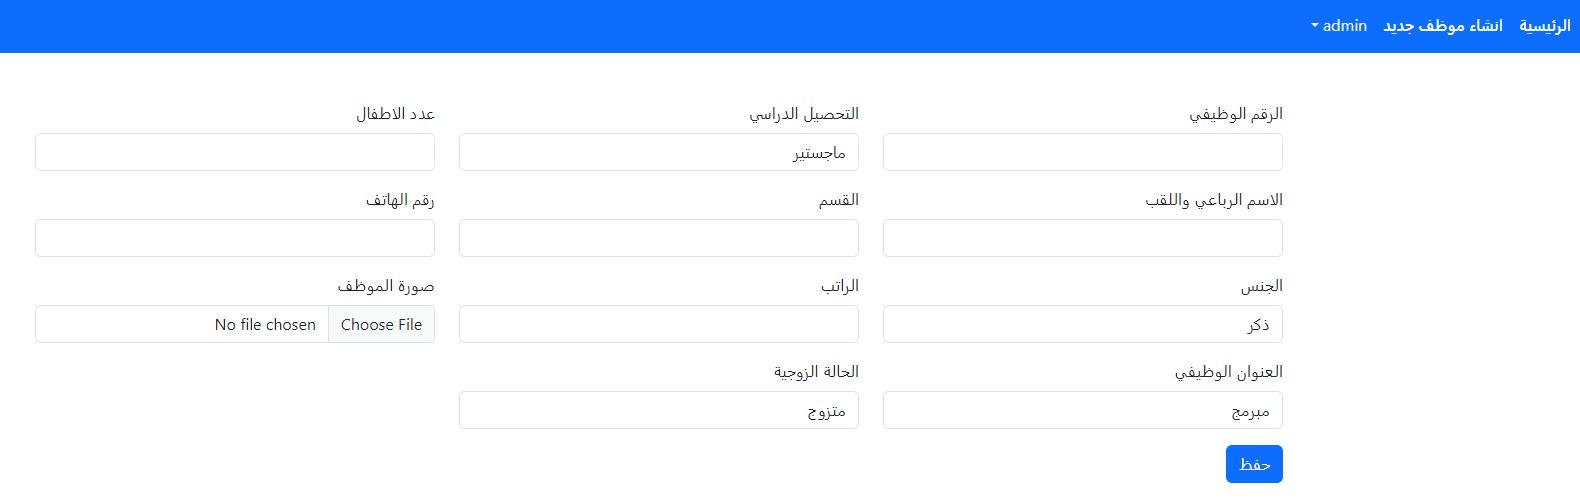 الرئيسية انشاء موظف جديد admin
الرقم الوظيفي التحصيل الدراسي عدد الاطفال
ماجستير
الاسم الرباعي واللقب القسم رقم الهاتف
الجنس الراتب صورة الموظف
ذكر Choose File No file chosen
العنوان الوظيفي الحالة الزوجية
مبرمج متزوج
حفظ